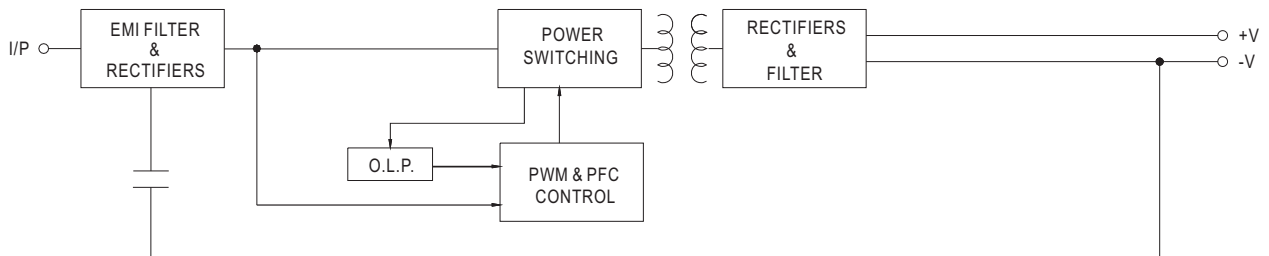 I/P
EMI FILTER
&
RECTIFIERS
POWER
SWITCHING
RECTIFIERS
&
FILTER
+V
-V
O.L.P.
PWM & PFC
CONTROL